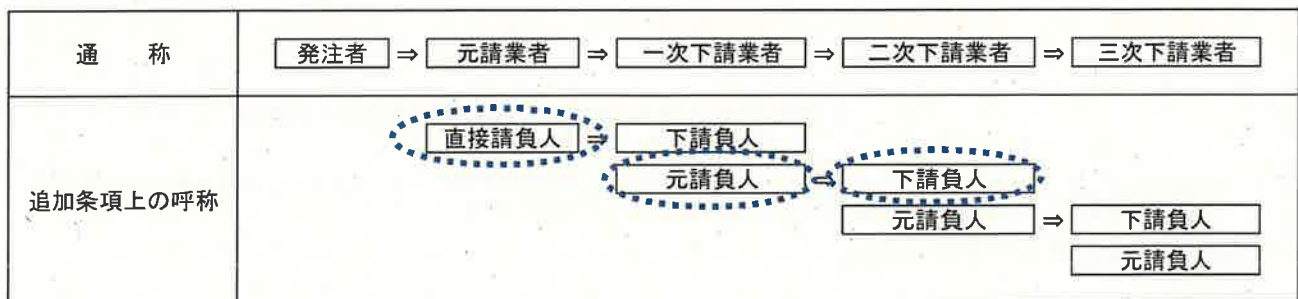 通　称　発注者 ⇒ 元請業者 ⇒ 一次下請業者 ⇒ 二次下請業者 ⇒ 三次下請業者
直接請負人 ⇒ 下請負人
元請負人 ⇒ 下請負人
追加条項上の呼称
元請負人 ⇒ 下請負人
元請負人